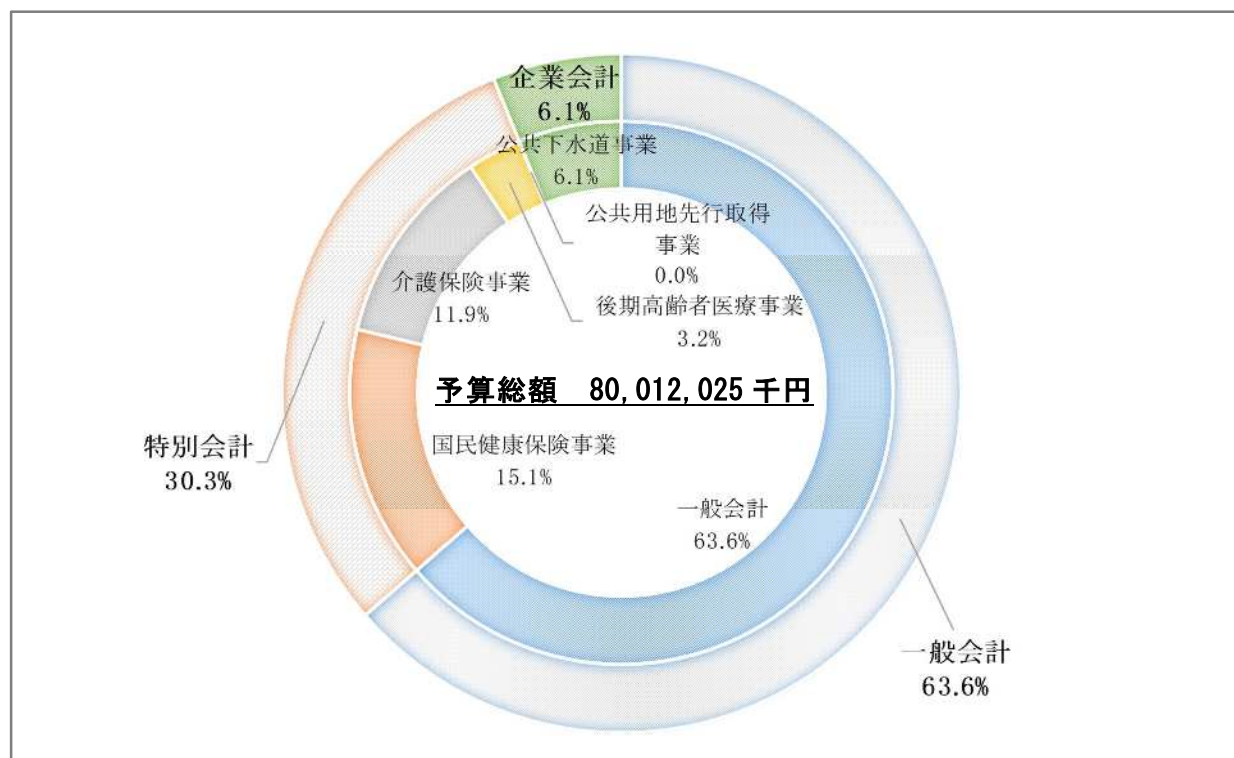 企業会計
6.1%
公共下水道事業
6.1%
公共用地先行取得
事業
0.0%
介護保険事業
11.9%
後期高齢者医療事業
3.2%
予算総額　80,012,025 千円
特別会計
30.3%
国民健康保険事業
15.1%
一般会計
63.6%
一般会計
63.6%